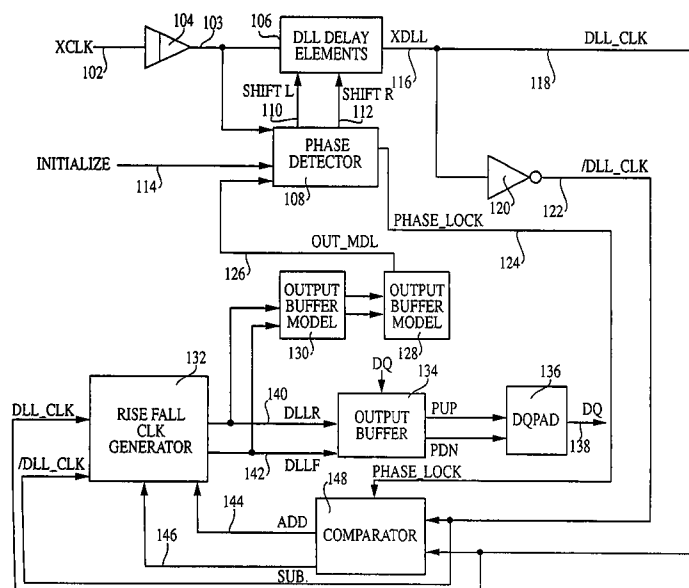 104
103
106
DLL DELAY
ELEMENTS
XDLL
DLL_CLK
XCLK
102
116
118
SHIFT L
110
SHIFT R
112
PHASE
DETECTOR
108
INITIALIZE
114
/DLL_CLK
120
122
PHASE_LOCK
124
OUT_MDL
126
OUTPUT
BUFFER
MODEL
130
OUTPUT
BUFFER
MODEL
128
132
DQ
134
136
DLL_CLK
RISE FALL
CLK
GENERATOR
140
DLLR
OUTPUT
BUFFER
PUP
DQPAD
DQ
138
/DLL_CLK
142
DLLF
PDN
PHASE_LOCK
148
144
ADD
COMPARATOR
146
SUB.